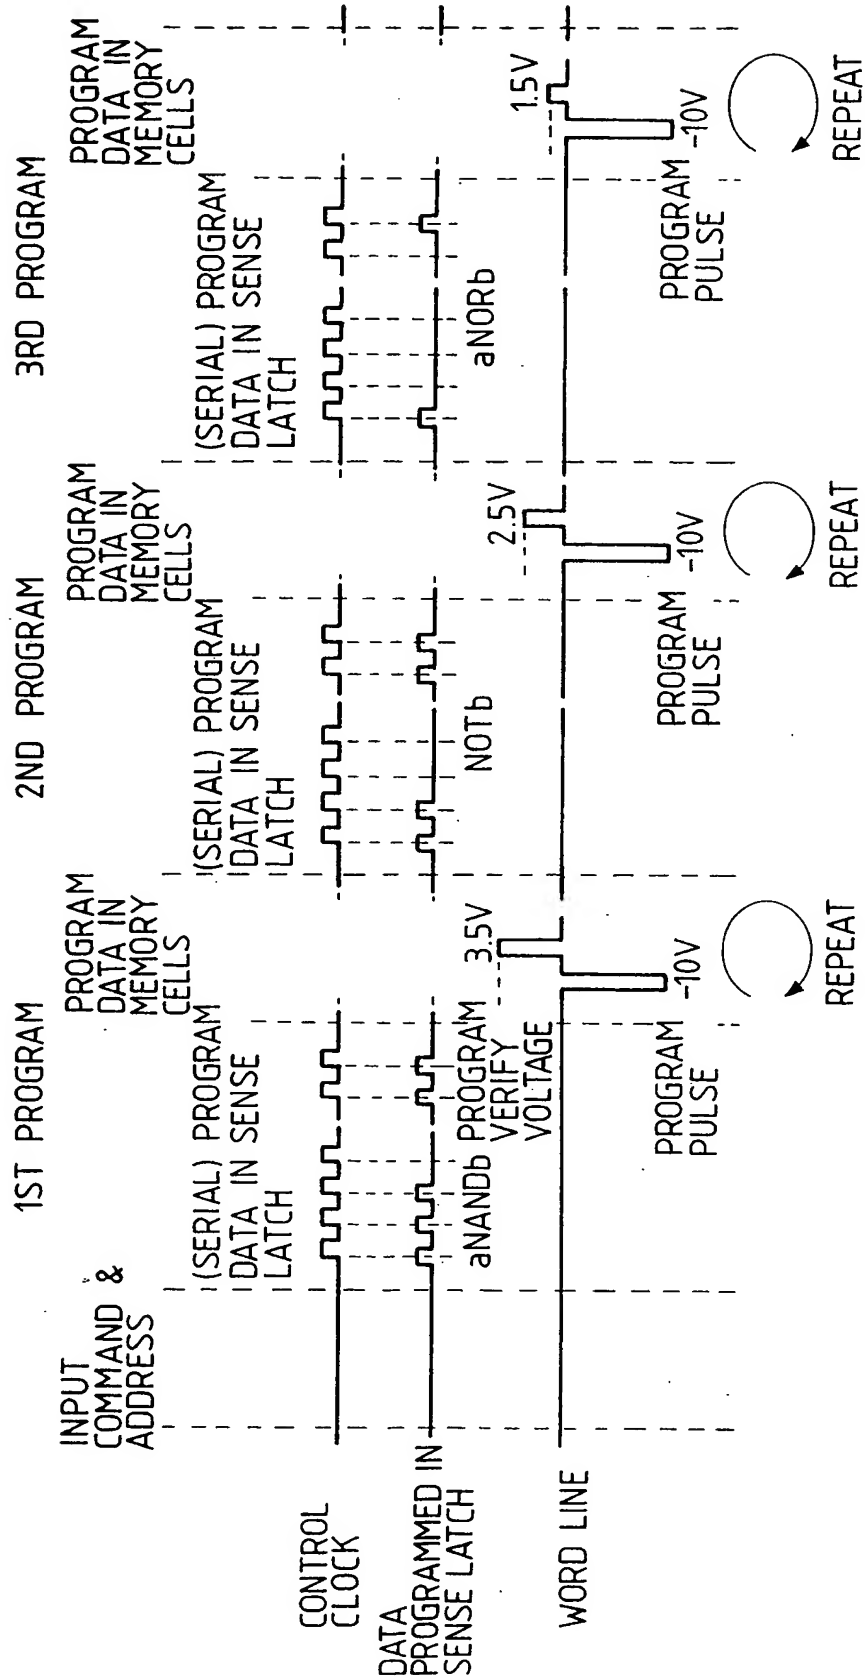 1ST PROGRAM
2ND PROGRAM
3RD PROGRAM
INPUT
COMMAND &
ADDRESS
(SERIAL) PROGRAM
DATA IN SENSE
LATCH
PROGRAM
DATA IN
MEMORY
CELLS
(SERIAL) PROGRAM
DATA IN SENSE
LATCH
PROGRAM
DATA IN
MEMORY
CELLS
(SERIAL) PROGRAM
DATA IN SENSE
LATCH
PROGRAM
DATA IN
MEMORY
CELLS
CONTROL
CLOCK
DATA
PROGRAMMED IN
SENSE LATCH
aNANDb
PROGRAM
VERIFY
VOLTAGE
NOTb
aNORb
WORD LINE
3.5V
2.5V
1.5V
PROGRAM
PULSE
-10V
PROGRAM
PULSE
-10V
PROGRAM
PULSE
-10V
REPEAT
REPEAT
REPEAT